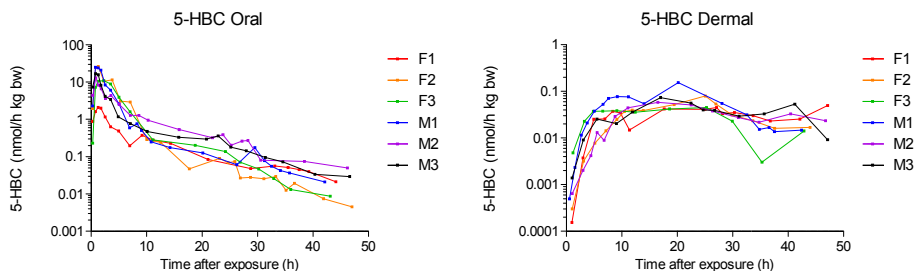 5-HBC Oral
5-HBC (nmol/h kg bw)
100
10
1
0.1
0.01
0.001
0 10 20 30 40 50
Time after exposure (h)
F1
F2
F3
M1
M2
M3
5-HBC Dermal
5-HBC (nmol/h kg bw)
1
0.1
0.01
0.001
0.0001
0 10 20 30 40 50
Time after exposure (h)
F1
F2
F3
M1
M2
M3